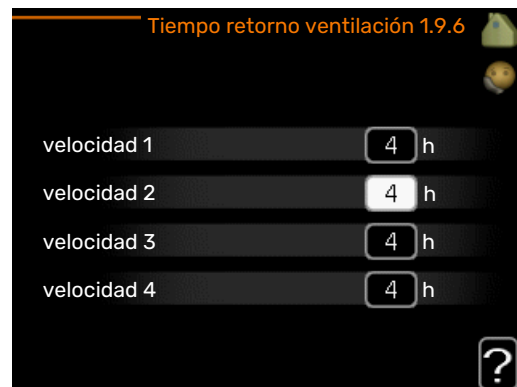 Tiempo retorno ventilación 1.9.6
velocidad 1 4 h
velocidad 2 4 h
velocidad 3 4 h
velocidad 4 4 h
?